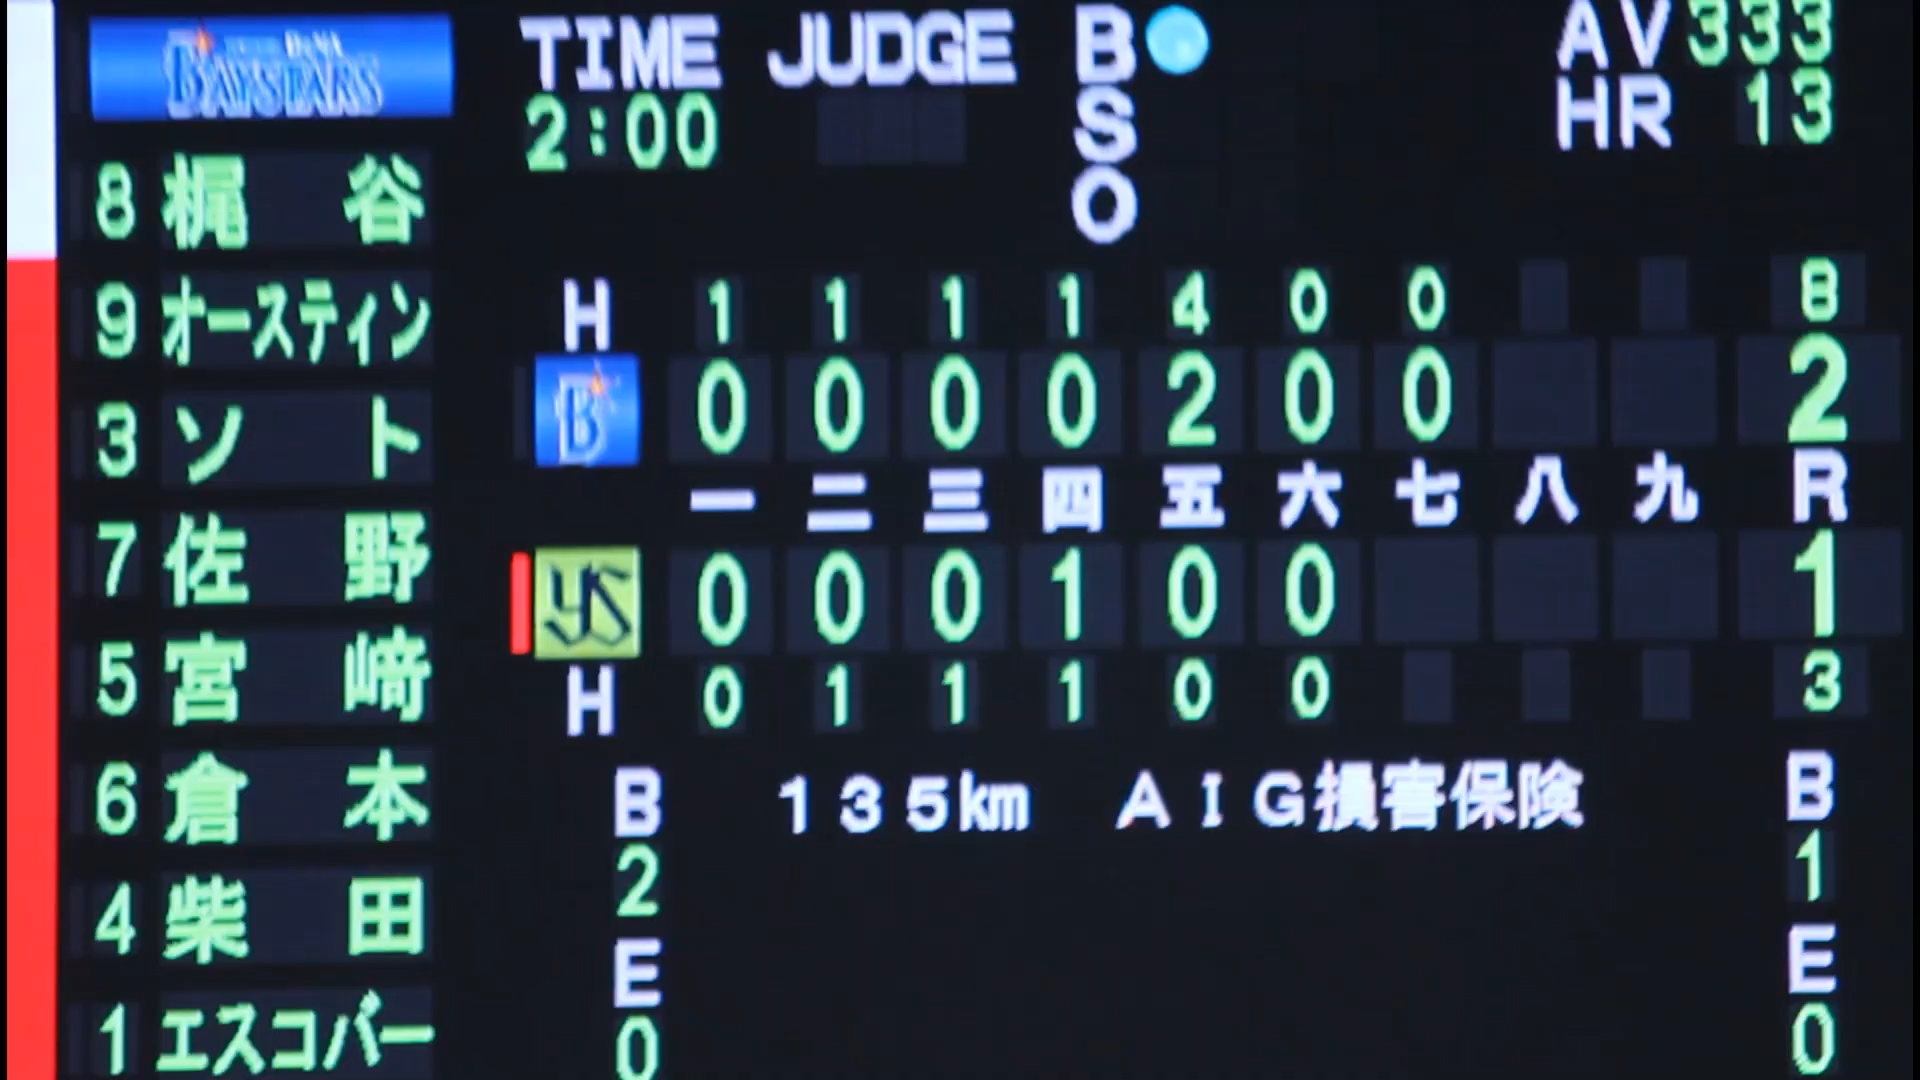 DeNA
BAYSTARS
8 梶谷
9 オースティン
3 ソト
7 佐野
5 宮﨑
6 倉本
4 柴田
1 エスコバー
TIME JUDGE B AV 333
2:00 S HR 13
O
H 1 1 1 1 4 0 0 8
B 0 0 0 0 2 0 0 2
一 二 三 四 五 六 七 八 九 R
YS 0 0 0 1 0 0 1
H 0 1 1 1 0 0 3
B 135km AIG損害保険 B
2 1
E E
0 0